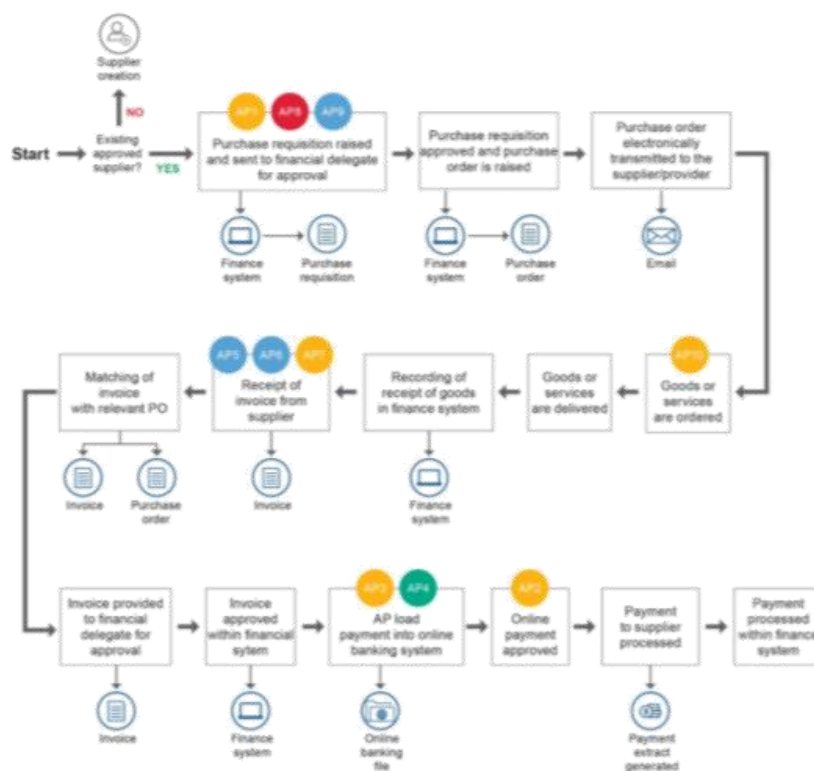 Supplier
creation
NO
Start
Existing
approved
supplier?
YES
AP1 AP8 AP9
Purchase requisition raised
and sent to financial delegate
for approval
Finance
system
Purchase
requisition
Purchase requisition
approved and purchase
order is raised
Finance
system
Purchase
order
Purchase order
electronically
transmitted to the
supplier/provider
Email
AP10
Goods or
services
are ordered
Goods or
services
are delivered
Recording of
receipt of goods
in finance system
Finance
system
AP5 AP6 AP7
Receipt of
invoice from
supplier
Invoice
Matching of
invoice
with relevant PO
Invoice
Purchase
order
Invoice provided
to financial
delegate for
approval
Invoice
Invoice
approved within
financial sytem
Finance
system
AP3 AP4
AP load
payment into online
banking system
Online
banking
file
AP2
Online
payment
approved
Payment
to supplier
processed
Payment
extract
generated
Payment
processed
within finance
system